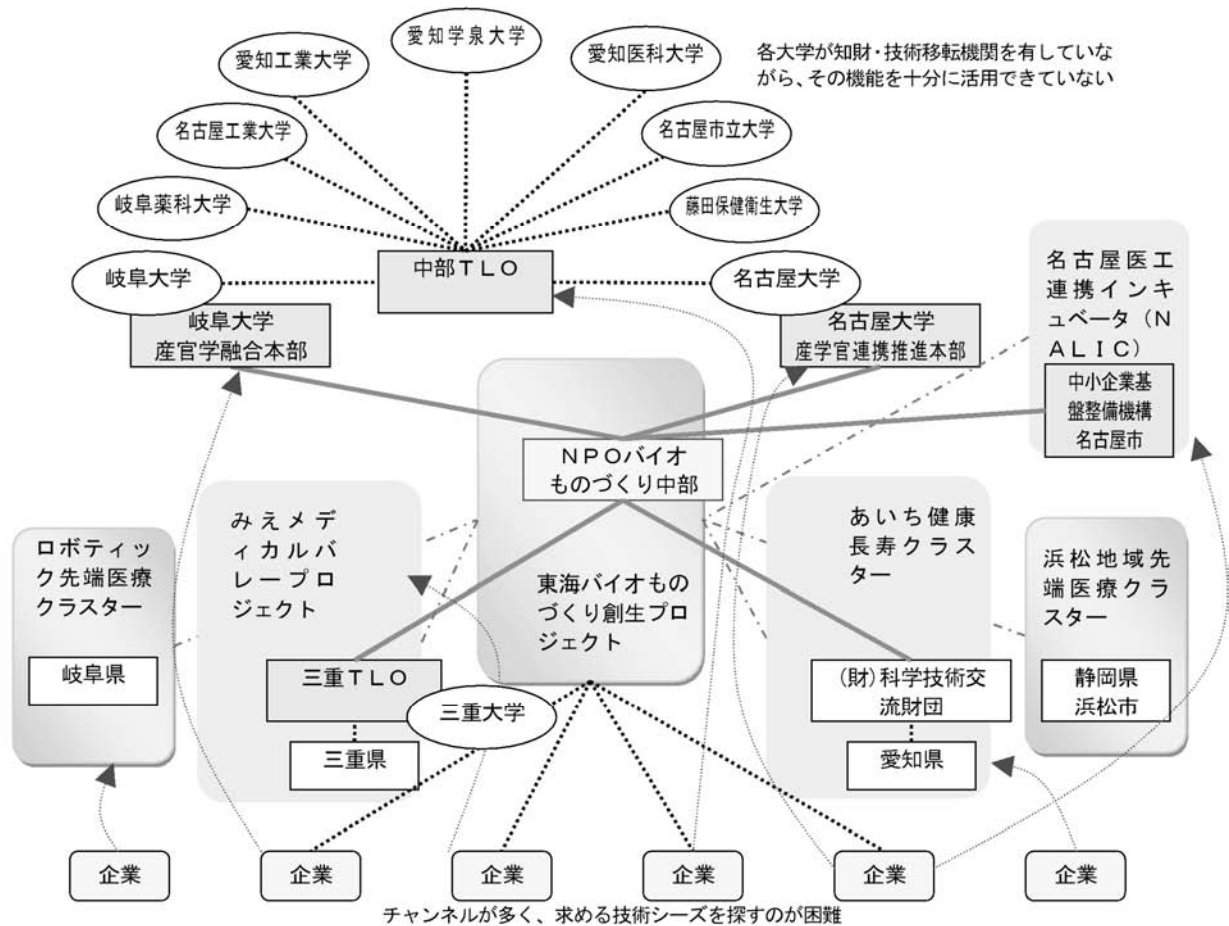 愛知学泉大学
愛知工業大学
愛知医科大学
各大学が知財・技術移転機関を有していな
がら、その機能を十分に活用できていない
名古屋工業大学
名古屋市立大学
岐阜薬科大学
藤田保健衛生大学
中部ＴＬＯ
岐阜大学
名古屋大学
岐阜大学
産官学融合本部
名古屋大学
産学官連携推進本部
名古屋医工
連携インキ
ュベータ（Ｎ
ＡＬＩＣ）
中小企業基
盤整備機構
名古屋市
ＮＰＯバイオ
ものづくり中部
東海バイオもの
づくり創生プロ
ジェクト
ロボティッ
ク先端医療
クラスター
岐阜県
みえメデ
ィカルバ
レープロ
ジェクト
三重ＴＬＯ
三重大学
三重県
あいち健康
長寿クラス
ター
(財)科学技術交
流財団
愛知県
浜松地域先
端医療クラ
スター
静岡県
浜松市
企業
企業
企業
企業
企業
企業
チャンネルが多く、求める技術シーズを探すのが困難